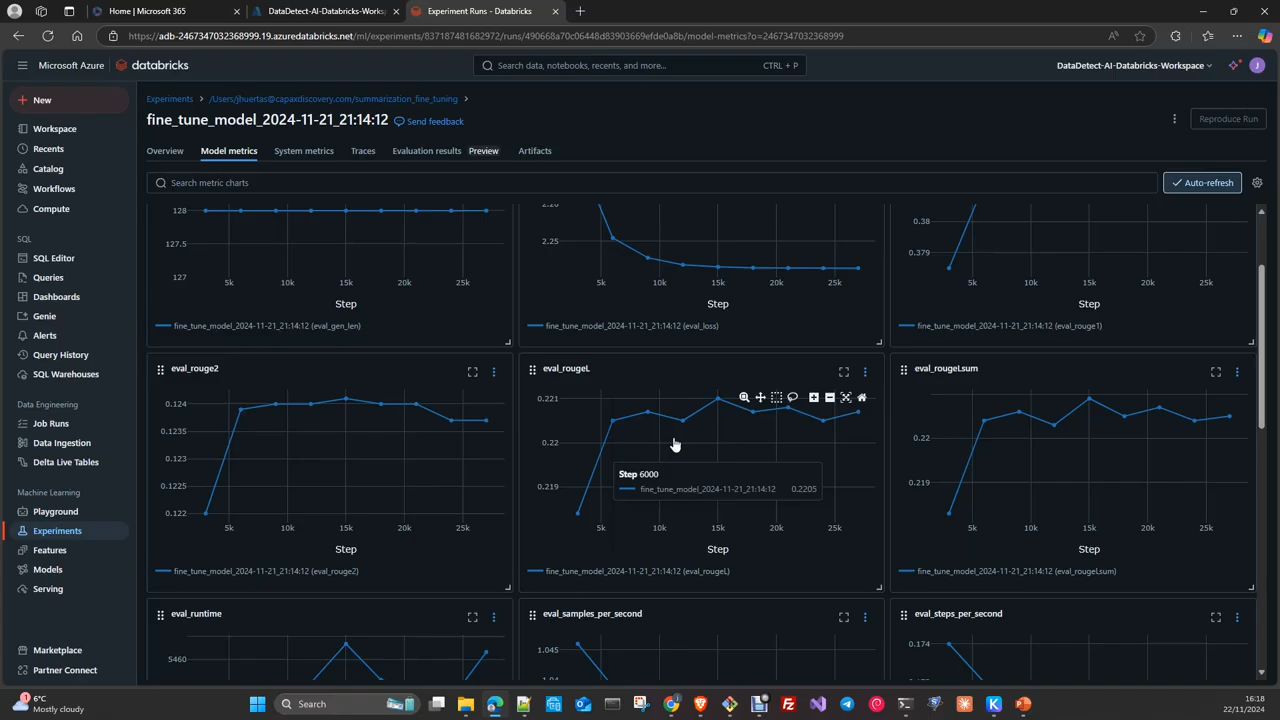 Home | Microsoft 365
DataDetect-AI-Databricks-Works
Experiment Runs - Databricks
https://adb-2467347032368999.19.azuredatabricks.net/ml/experiments/837187481682972/runs/490668a70c06448d83903669efde0a8b/model-metrics?o=2467347032368999
Microsoft Azure
databricks
Search data, notebooks, recents, and more...
CTRL + P
DataDetect-AI-Databricks-Workspace
J
New
Workspace
Recents
Catalog
Workflows
Compute
SQL
SQL Editor
Queries
Dashboards
Genie
Alerts
Query History
SQL Warehouses
Data Engineering
Job Runs
Data Ingestion
Delta Live Tables
Machine Learning
Playground
Experiments
Features
Models
Serving
Marketplace
Partner Connect
Experiments > /Users/jhuertas@capaxdiscovery.com/summarization_fine_tuning >
fine_tune_model_2024-11-21_21:14:12
Send feedback
Reproduce Run
Overview
Model metrics
System metrics
Traces
Evaluation results
Preview
Artifacts
Search metric charts
Auto-refresh
128
127.5
127
5k 10k 15k 20k 25k
Step
fine_tune_model_2024-11-21_21:14:12 (eval_gen_len)
2.26
2.25
5k 10k 15k 20k 25k
Step
fine_tune_model_2024-11-21_21:14:12 (eval_loss)
0.38
0.379
5k 10k 15k 20k 25k
Step
fine_tune_model_2024-11-21_21:14:12 (eval_rouge1)
eval_rouge2
0.124
0.1235
0.123
0.1225
0.122
5k 10k 15k 20k 25k
Step
fine_tune_model_2024-11-21_21:14:12 (eval_rouge2)
eval_rougeL
0.221
0.22
0.219
Step 6000
fine_tune_model_2024-11-21_21:14:12 0.2205
5k 10k 15k 20k 25k
Step
fine_tune_model_2024-11-21_21:14:12 (eval_rougeL)
eval_rougeLsum
0.22
0.219
5k 10k 15k 20k 25k
Step
fine_tune_model_2024-11-21_21:14:12 (eval_rougeLsum)
eval_runtime
5460
eval_samples_per_second
1.045
1.04
eval_steps_per_second
0.174
6°C
Mostly cloudy
Search
16:18
22/11/2024